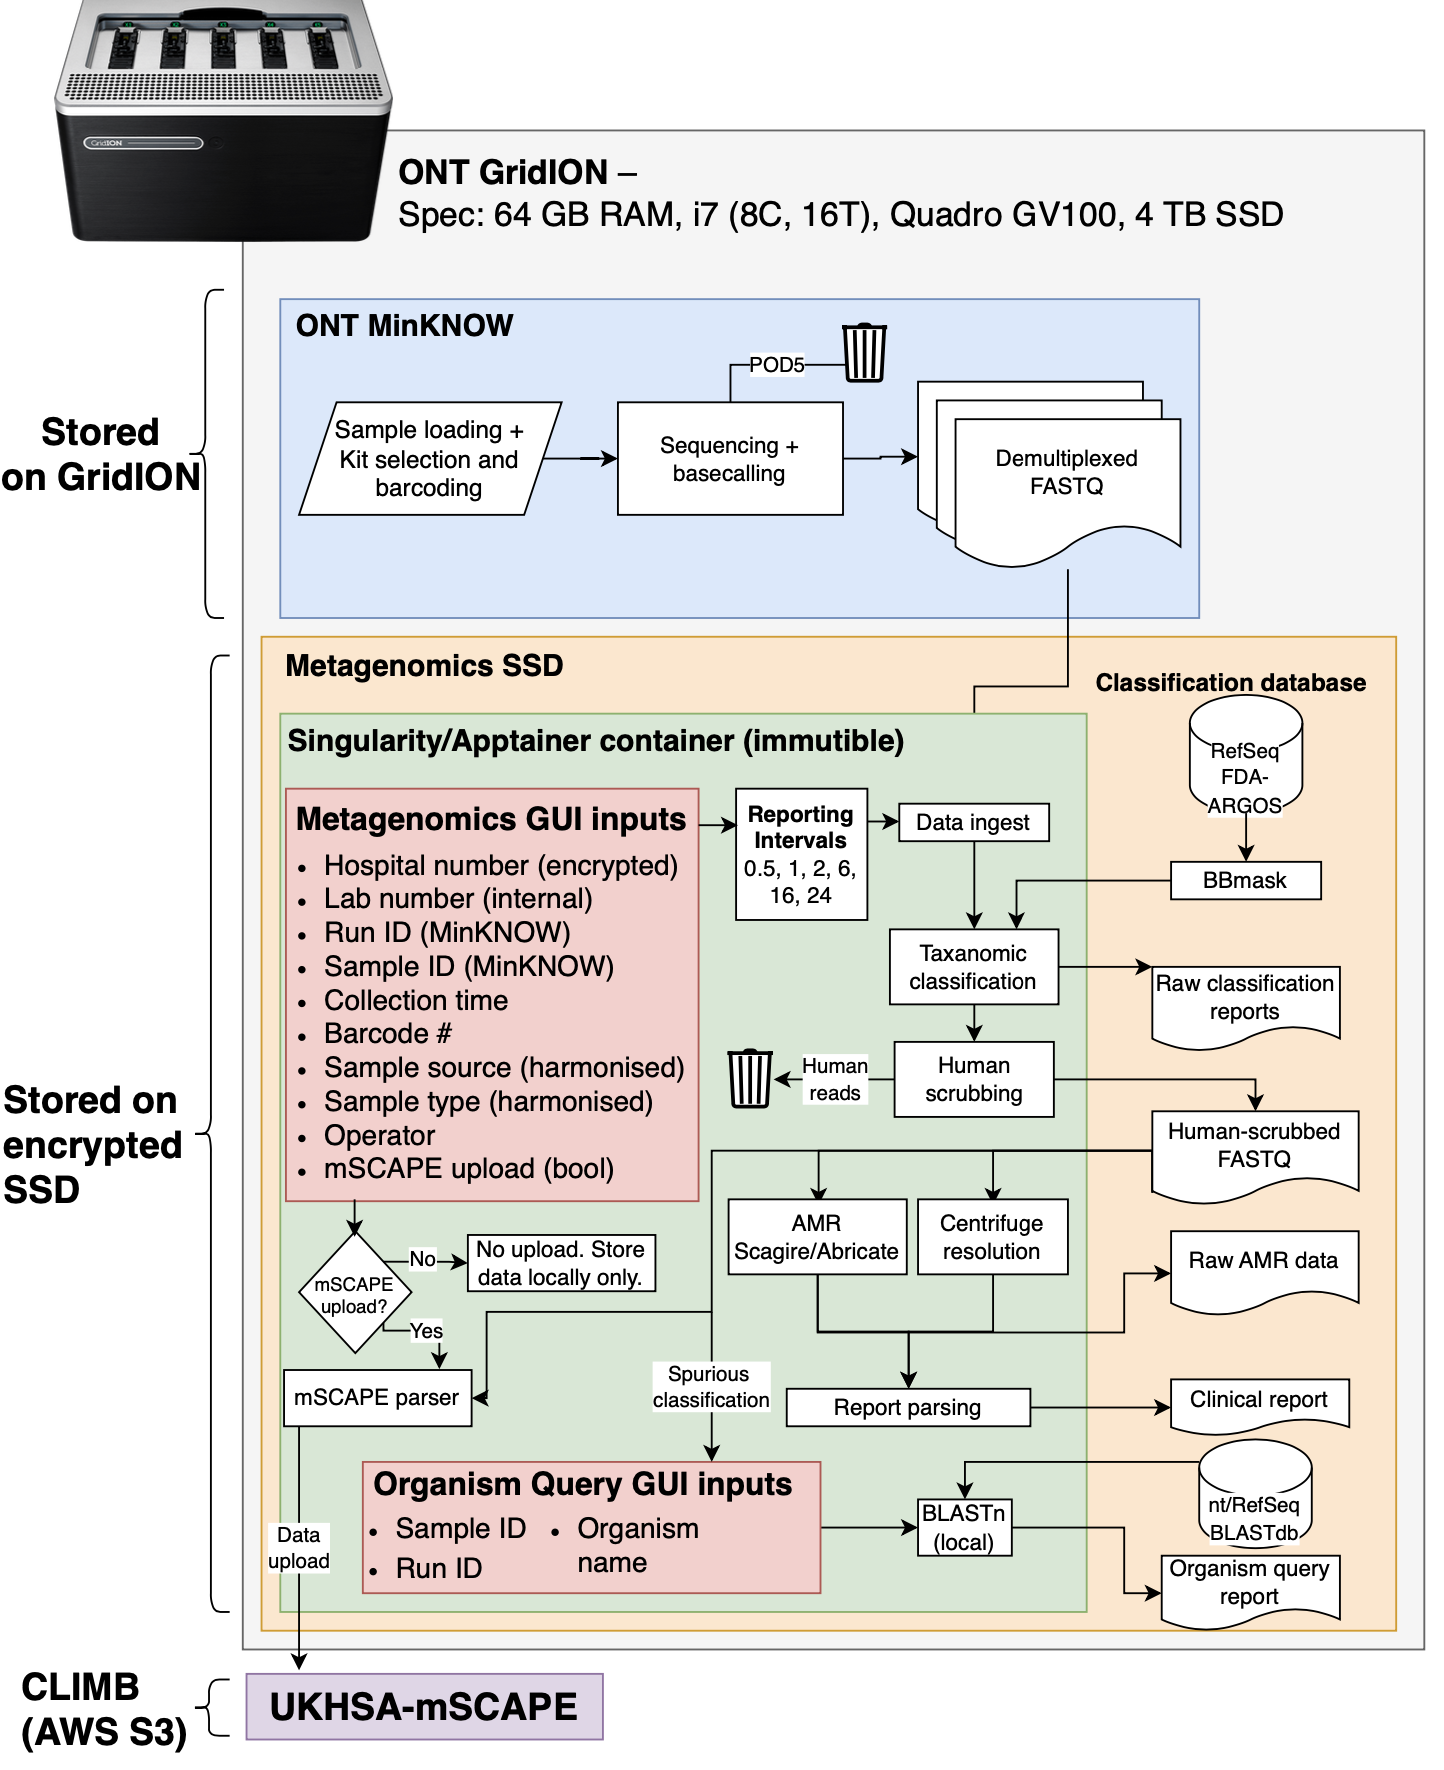 GridION
ONT GridION –
Spec: 64 GB RAM, i7 (8C, 16T), Quadro GV100, 4 TB SSD
Stored
on GridION
ONT MinKNOW
POD5
Sample loading +
Kit selection and
barcoding
Sequencing +
basecalling
Demultiplexed
FASTQ
Stored on
encrypted
SSD
Metagenomics SSD
Classification database
RefSeq
FDA-
ARGOS
BBmask
Singularity/Apptainer container (immutible)
Metagenomics GUI inputs
• Hospital number (encrypted)
• Lab number (internal)
• Run ID (MinKNOW)
• Sample ID (MinKNOW)
• Collection time
• Barcode #
• Sample source (harmonised)
• Sample type (harmonised)
• Operator
• mSCAPE upload (bool)
Reporting
Intervals
0.5, 1, 2, 6,
16, 24
Data ingest
Taxanomic
classification
Raw classification
reports
Human
reads
Human
scrubbing
Human-scrubbed
FASTQ
AMR
Scagire/Abricate
Centrifuge
resolution
Raw AMR data
mSCAPE
upload?
No
No upload. Store
data locally only.
Yes
mSCAPE parser
Spurious
classification
Report parsing
Clinical report
Organism Query GUI inputs
• Sample ID
• Run ID
• Organism
name
BLASTn
(local)
nt/RefSeq
BLASTdb
Organism query
report
Data
upload
CLIMB
(AWS S3)
UKHSA-mSCAPE